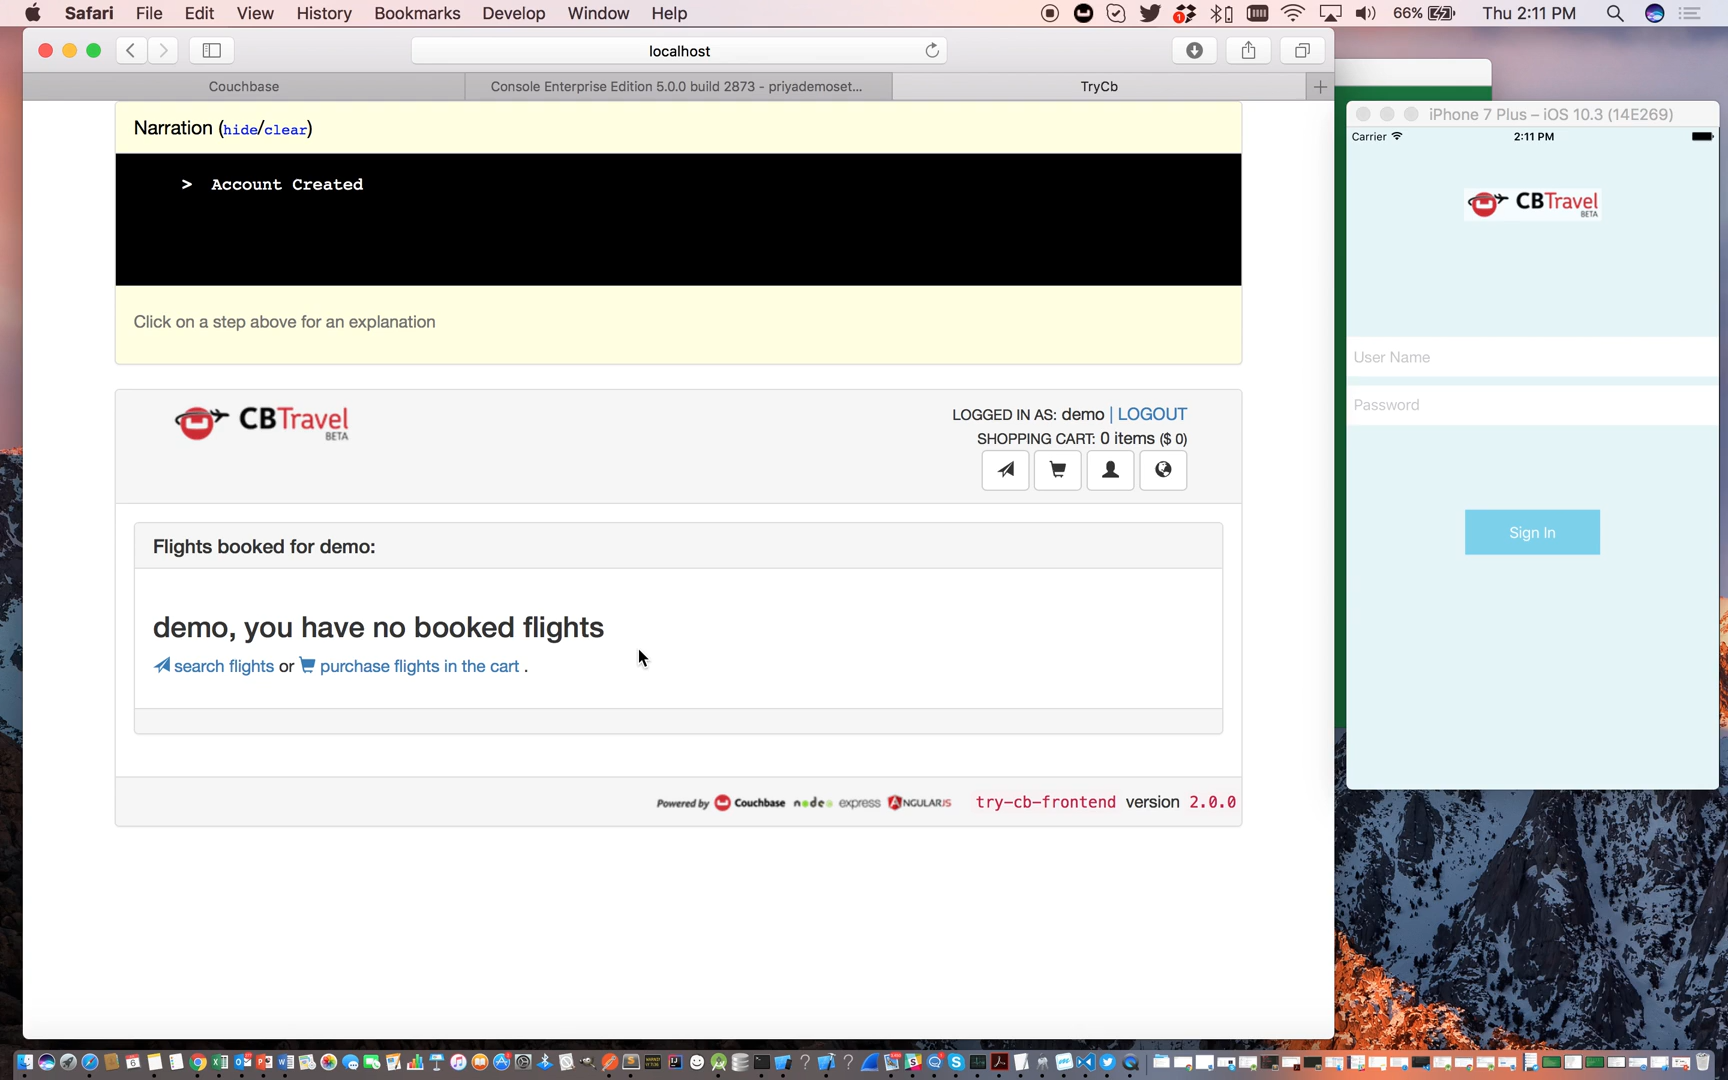 Safari File Edit View History Bookmarks Develop Window Help 66% Thu 2:11 PM
localhost
Couchbase
Console Enterprise Edition 5.0.0 build 2873 - priyademoset...
TryCb
Narration (hide/clear)
> Account Created
Click on a step above for an explanation
CBTravel
BETA
LOGGED IN AS: demo | LOGOUT
SHOPPING CART: 0 items ($ 0)
Flights booked for demo:
demo, you have no booked flights
search flights or purchase flights in the cart .
Powered by Couchbase node express ANGULARJS try-cb-frontend version 2.0.0
iPhone 7 Plus – iOS 10.3 (14E269)
Carrier 2:11 PM
CBTravel
BETA
User Name
Password
Sign In